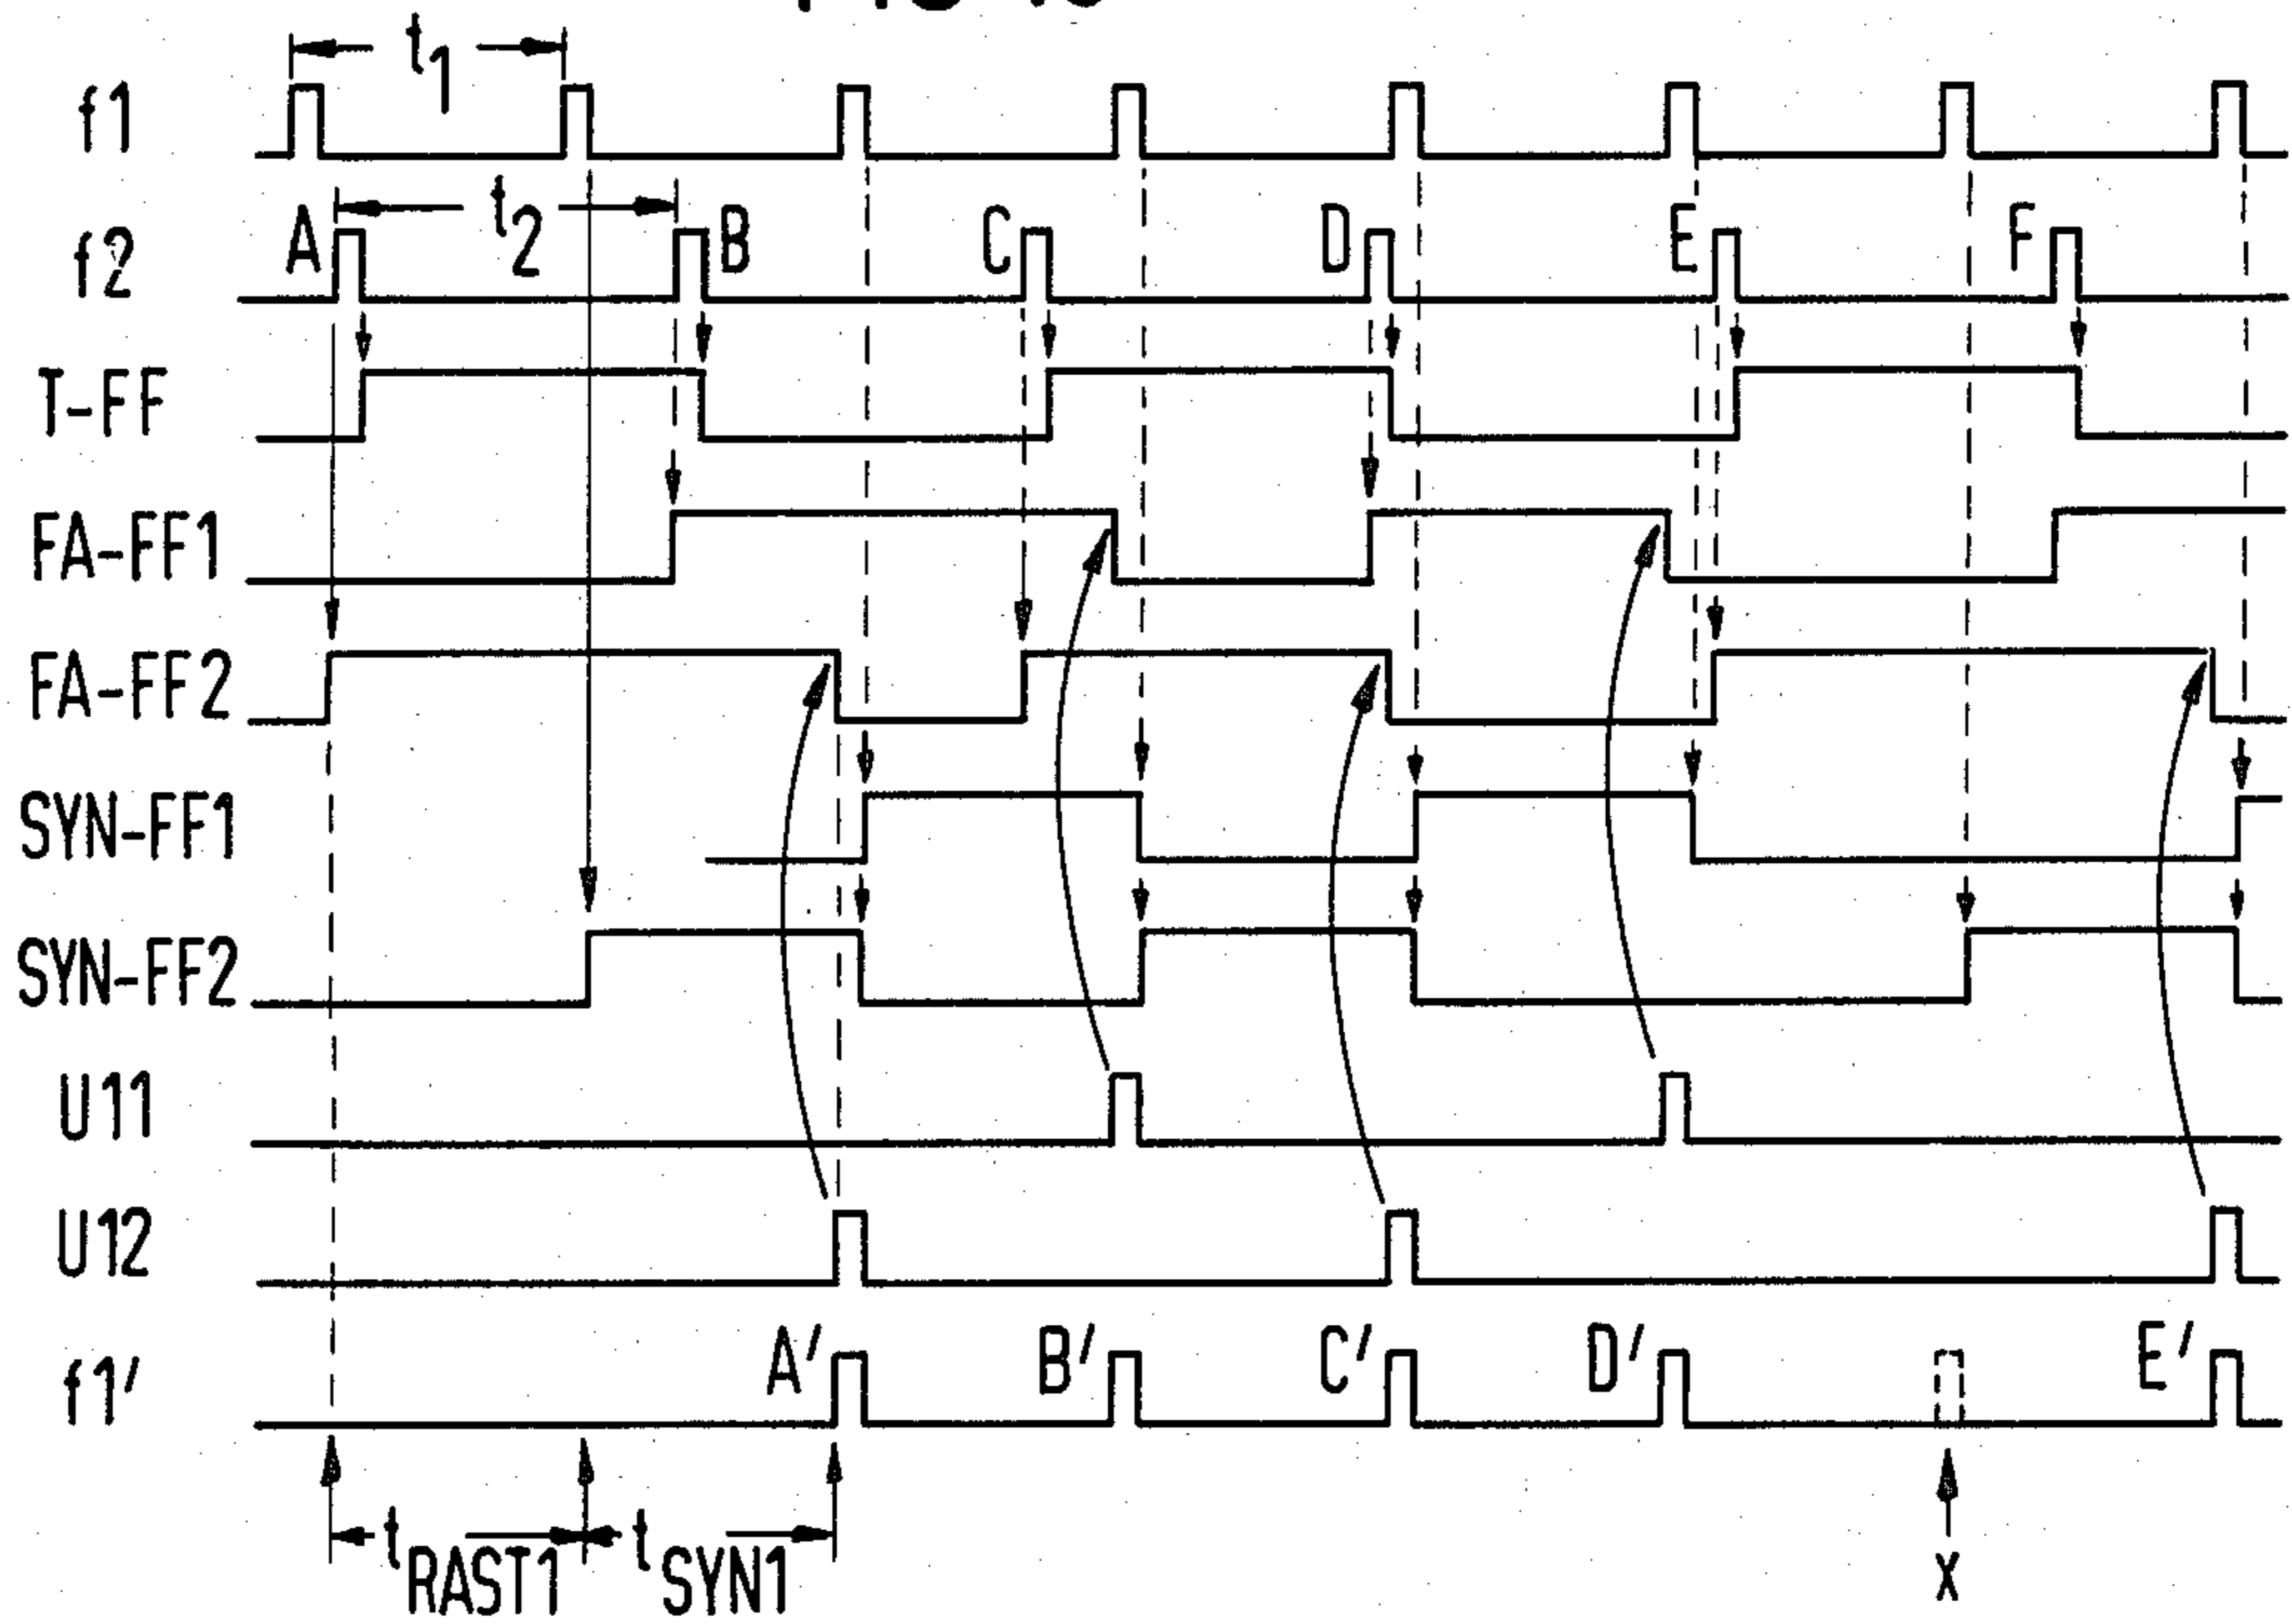 t1
f1
A t2 B C D E F
f2
T-FF
FA-FF1
FA-FF2
SYN-FF1
SYN-FF2
U11
U12
A' B' C' D' E'
f1'
tRAST1 tSYN1 X